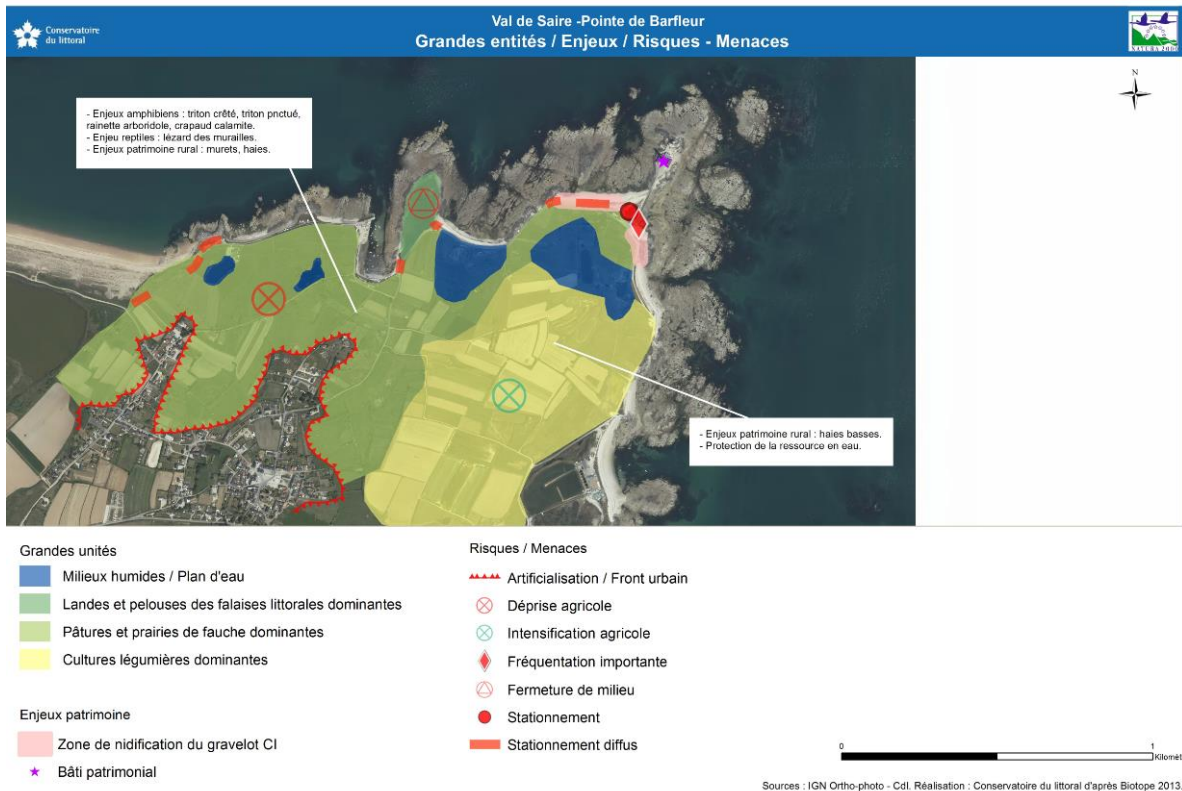 Conservatoire
du littoral
Val de Saire -Pointe de Barfleur
Grandes entités / Enjeux / Risques - Menaces
NATURA 2000
N
- Enjeux amphibiens : triton crêté, triton pnctué,
rainette arboridole, crapaud calamite.
- Enjeu reptiles : lézard des murailles.
- Enjeux patrimoine rural : murets, haies.
- Enjeux patrimoine rural : haies basses.
- Protection de la ressource en eau.
Grandes unités
Milieux humides / Plan d'eau
Landes et pelouses des falaises littorales dominantes
Pâtures et prairies de fauche dominantes
Cultures légumières dominantes
Enjeux patrimoine
Zone de nidification du gravelot CI
Bâti patrimonial
Risques / Menaces
Artificialisation / Front urbain
Déprise agricole
Intensification agricole
Fréquentation importante
Fermeture de milieu
Stationnement
Stationnement diffus
0 1
Kilomèt
Sources : IGN Ortho-photo - Cdl. Réalisation : Conservatoire du littoral d'après Biotope 2013.